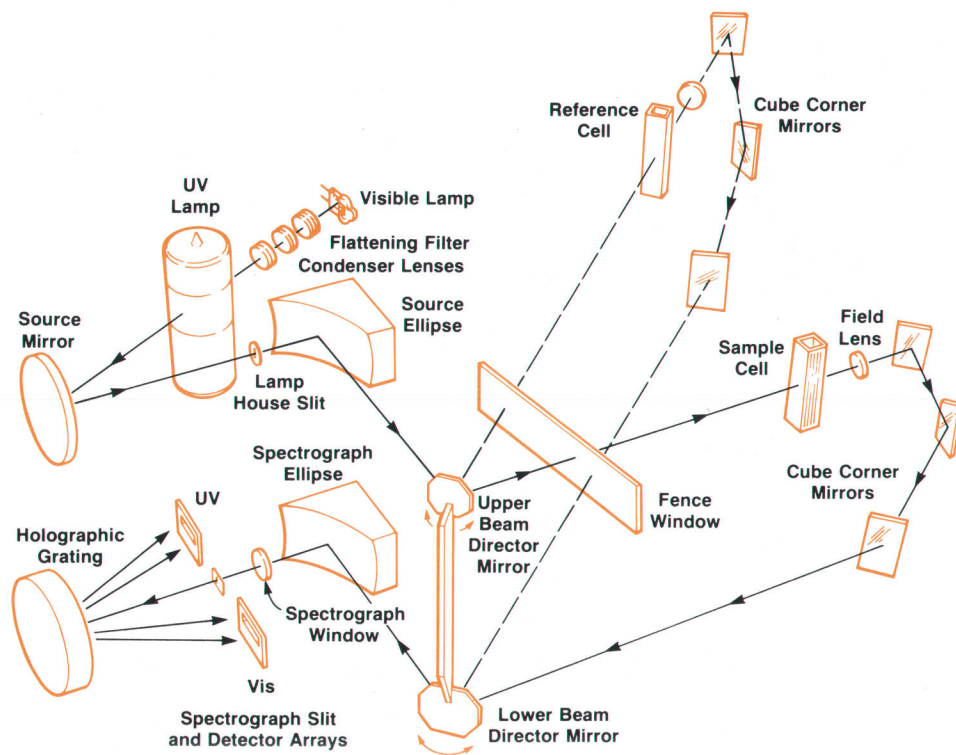 Reference
Cell
Cube Corner
Mirrors
UV
Lamp
Visible Lamp
Flattening Filter
Condenser Lenses
Source
Mirror
Source
Ellipse
Lamp
House Slit
Field
Lens
Sample
Cell
Spectrograph
Ellipse
UV
Holographic
Grating
Upper
Beam
Director
Mirror
Fence
Window
Cube Corner
Mirrors
Spectrograph
Window
Vis
Spectrograph Slit
and Detector Arrays
Lower Beam
Director Mirror